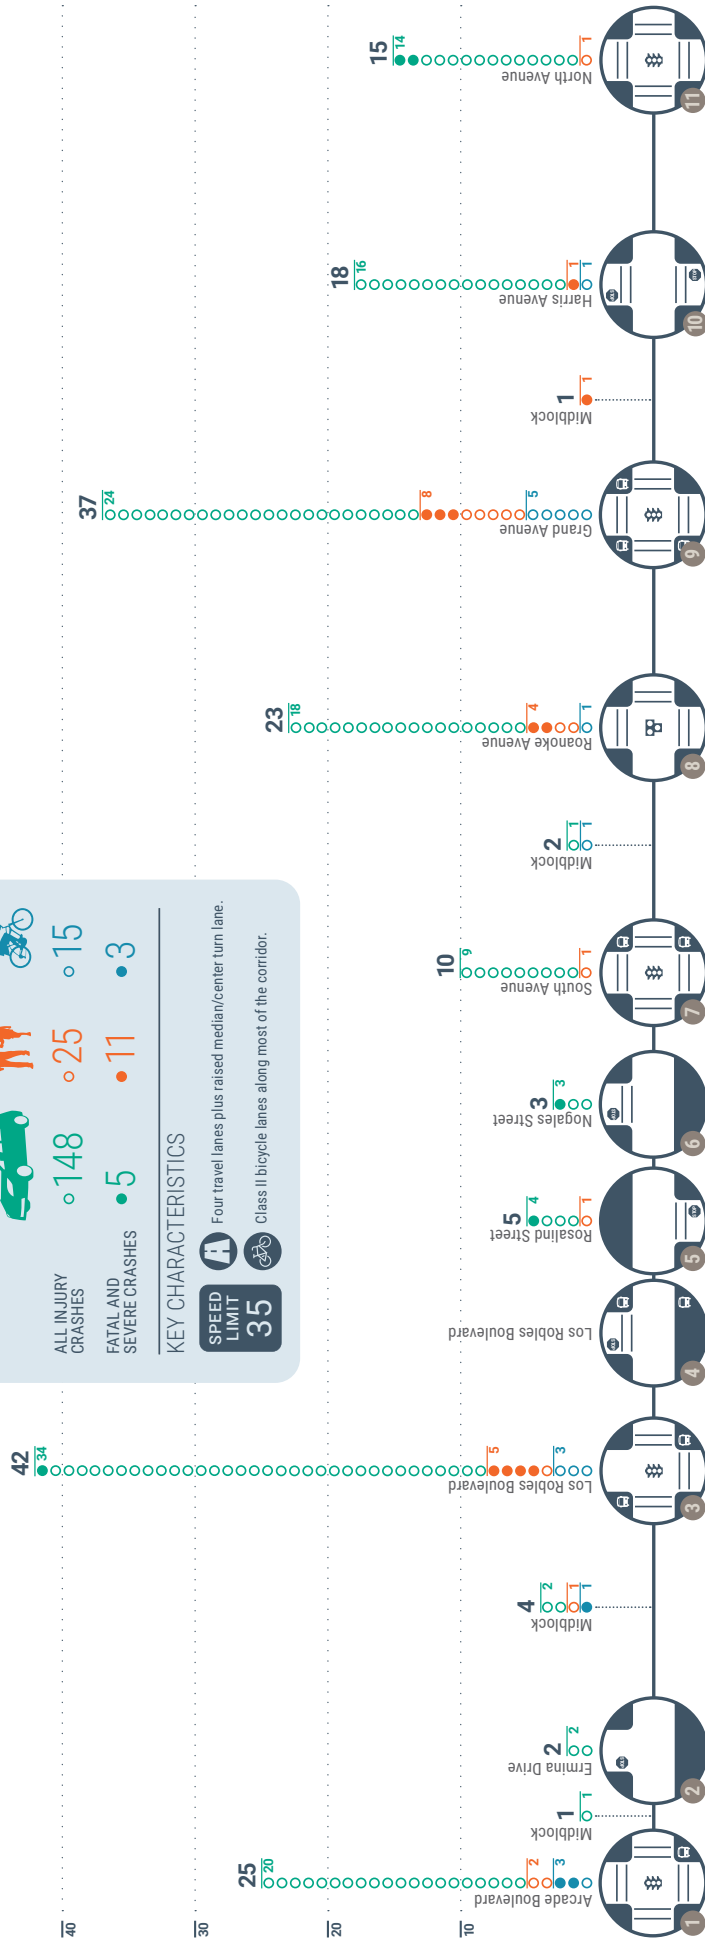 148
25
15
ALL INJURY
CRASHES
5
11
3
FATAL AND
SEVERE CRASHES
KEY CHARACTERISTICS
SPEED
LIMIT
35
Four travel lanes plus raised median/center turn lane.
Class II bicycle lanes along most of the corridor.
40
30
20
10
25
20
2
3
Arcade Boulevard
1
1
1
Midblock
2
2
Ermina Drive
2
4
2
1
1
Midblock
42
34
5
3
Los Robles Boulevard
3
Los Robles Boulevard
4
5
4
1
Rosalind Street
5
3
3
Nogales Street
6
10
9
1
South Avenue
7
2
1
1
Midblock
23
18
4
1
Roanoke Avenue
8
37
24
8
5
Grand Avenue
9
1
1
Midblock
18
16
1
1
Harris Avenue
10
15
14
1
North Avenue
11